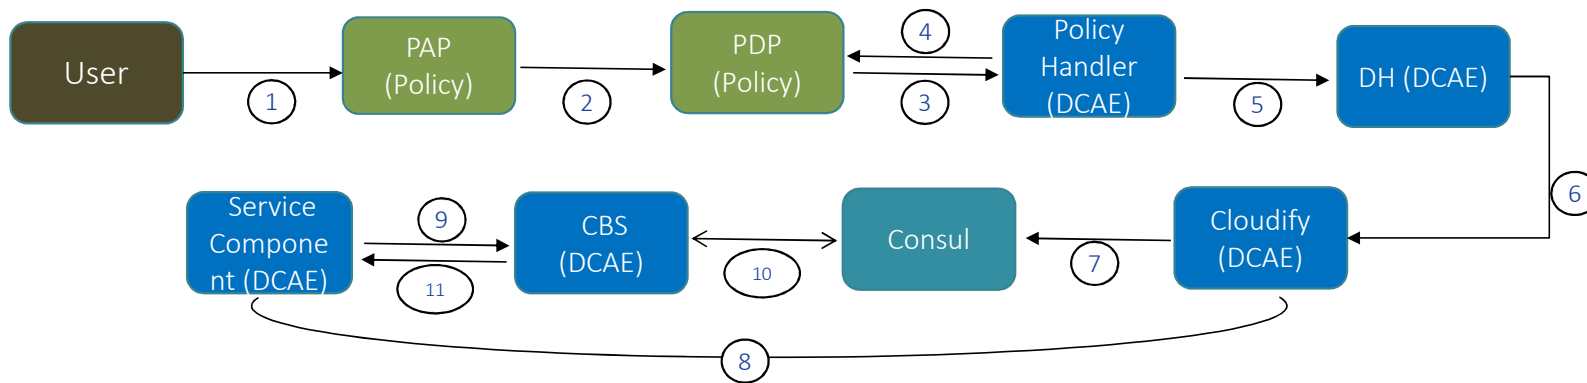 User
PAP
(Policy)
PDP
(Policy)
Policy
Handler
(DCAE)
DH (DCAE)
1
2
4
3
5
6
Service
Compone
nt (DCAE)
CBS
(DCAE)
Consul
Cloudify
(DCAE)
9
11
10
7
8